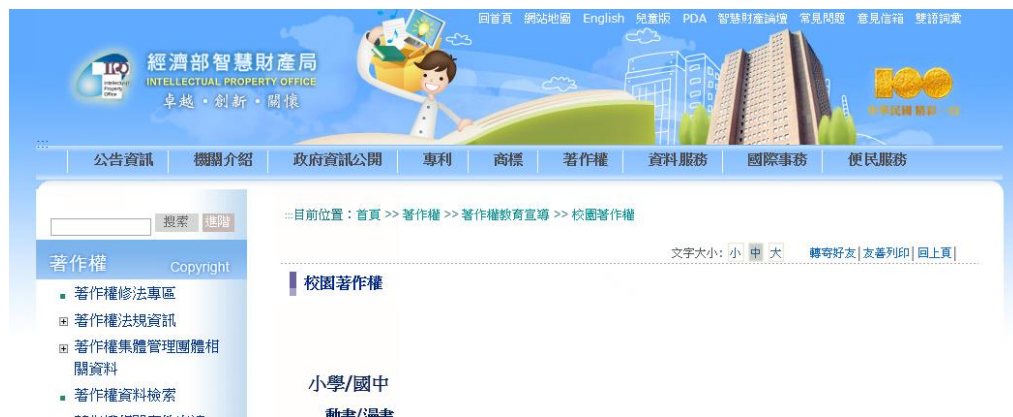 回首頁 網站地圖 English 兒童版 PDA 智慧財產論壇 常見問題 意見信箱 雙語詞彙
經濟部智慧財產局
INTELLECTUAL PROPERTY OFFICE
卓越・創新・關懷
公告資訊 機關介紹 政府資訊公開 專利 商標 著作權 資料服務 國際事務 便民服務
搜索 進階
:::目前位置：首頁 >> 著作權 >> 著作權教育宣導 >> 校園著作權
文字大小: 小 中 大 轉寄好友|友善列印|回上頁|
著作權 Copyright
校園著作權
著作權修法專區
著作權法規資訊
著作權集體管理團體相
關資料
著作權資料檢索
小學/國中
動畫/漫畫